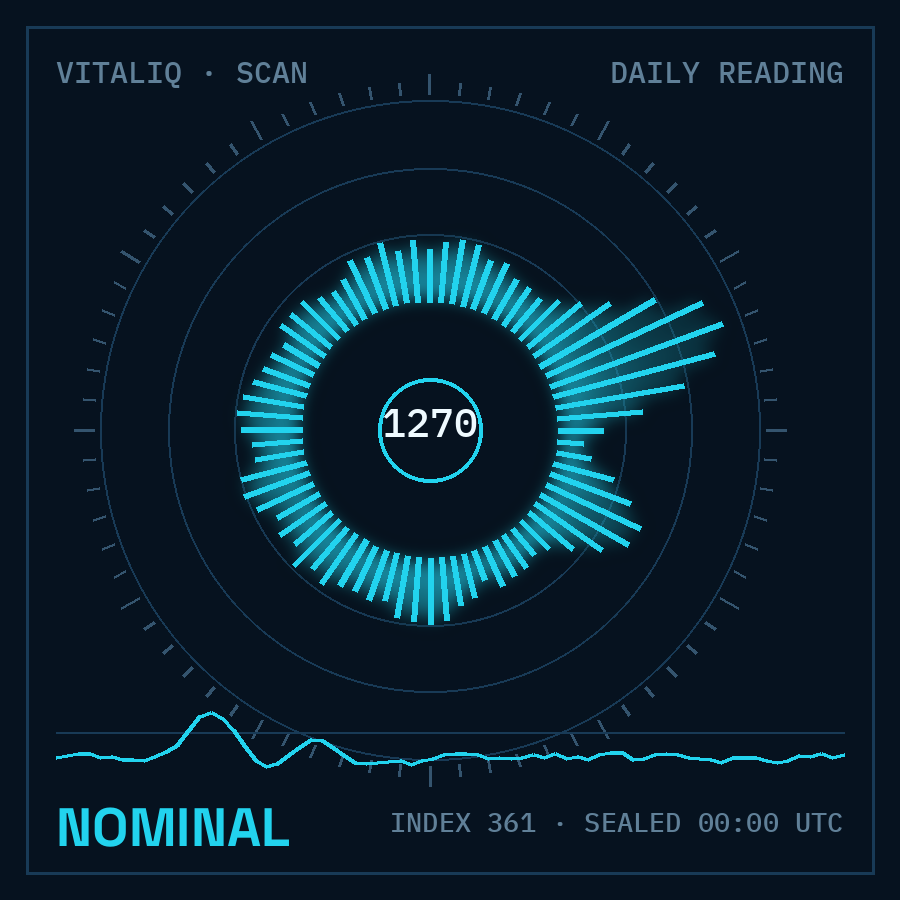 VITALIQ · SCAN
DAILY READING
1270
NOMINAL
INDEX 361 · SEALED 00:00 UTC